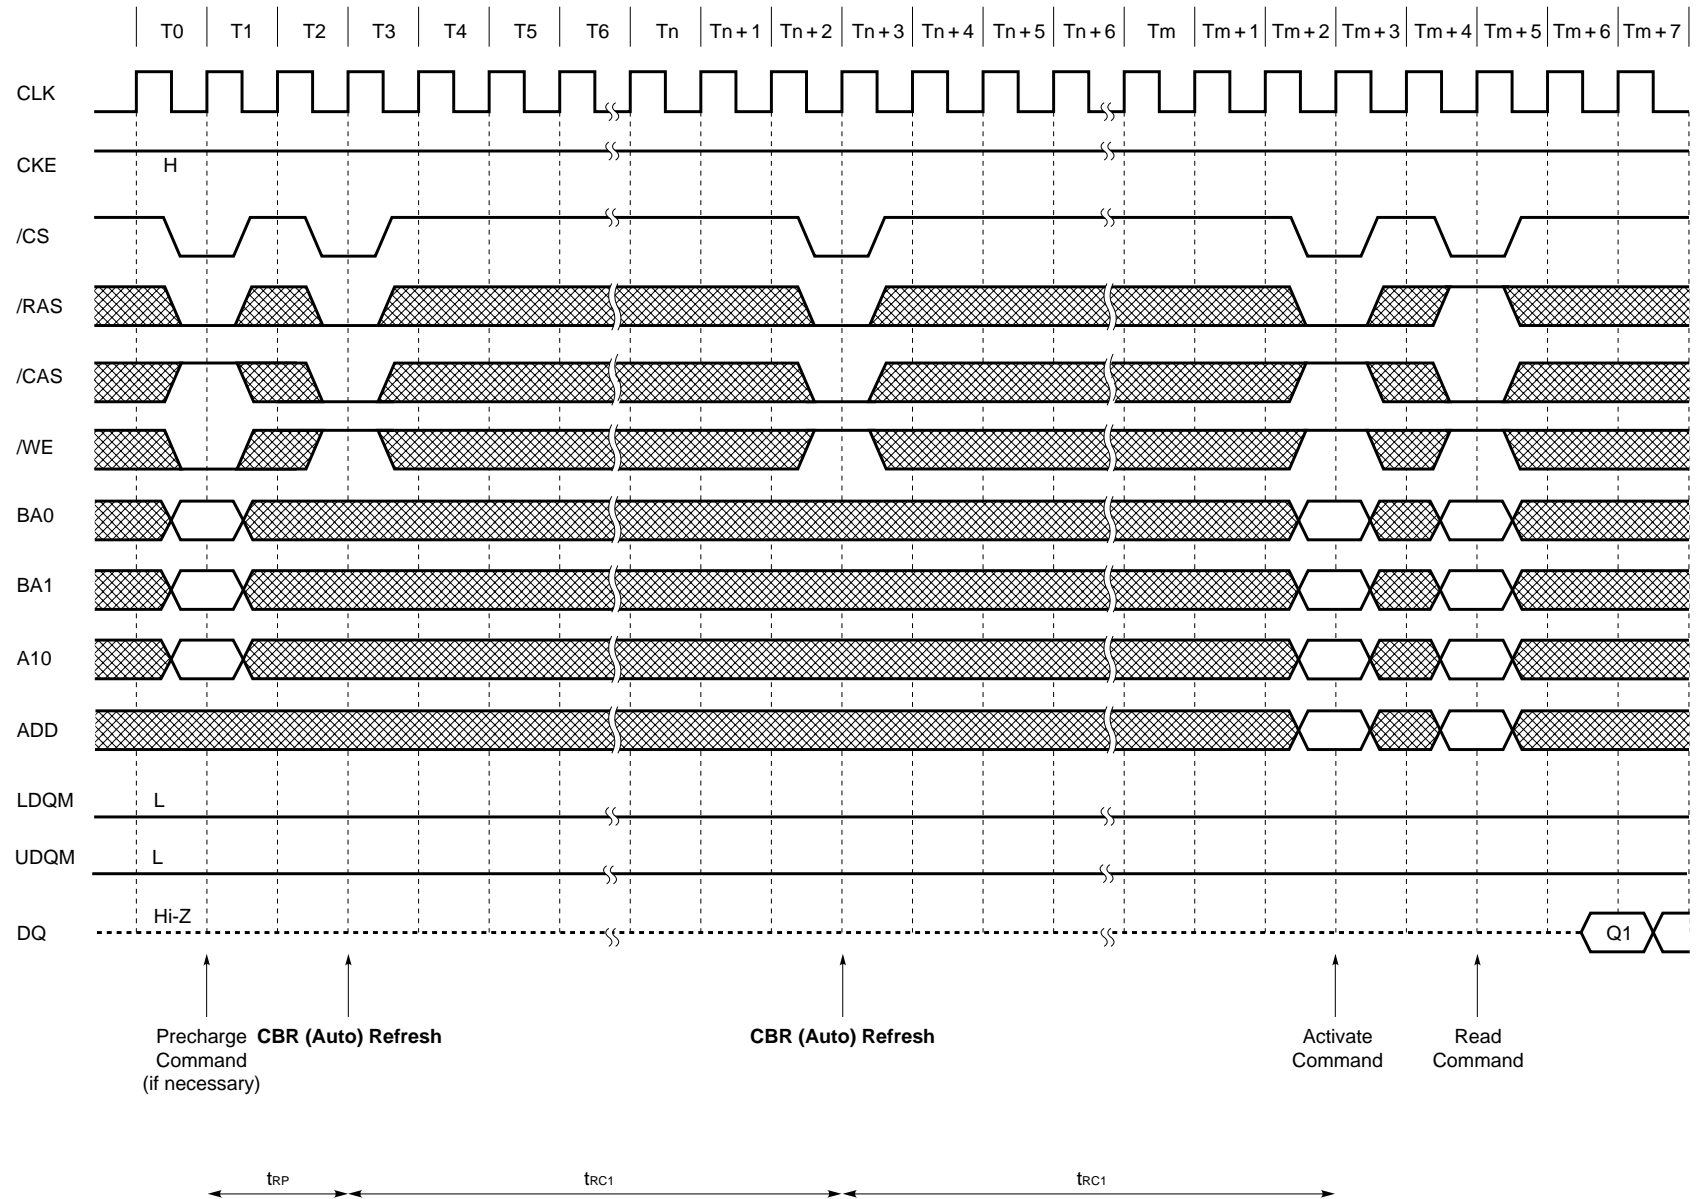 T0 T1 T2 T3 T4 T5 T6 Tn Tn + 1 Tn + 2 Tn + 3 Tn + 4 Tn + 5 Tn + 6 Tm Tm + 1 Tm + 2 Tm + 3 Tm + 4 Tm + 5 Tm + 6 Tm + 7
CLK
CKE H
/CS
/RAS
/CAS
/WE
BA0
BA1
A10
ADD
LDQM L
UDQM L
DQ Hi-Z Q1
Precharge
Command
(if necessary)
CBR (Auto) Refresh
CBR (Auto) Refresh
Activate
Command
Read
Command
tRP tRC1 tRC1